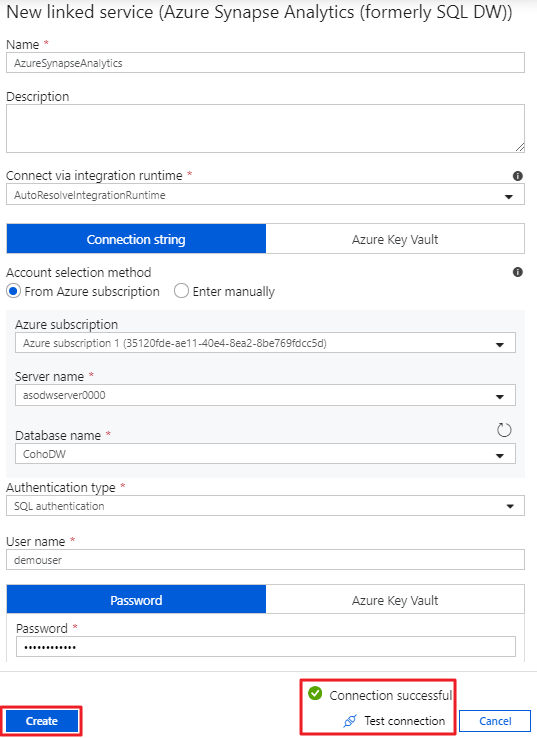 New linked service (Azure Synapse Analytics (formerly SQL DW))
Name *
AzureSynapseAnalytics
Description
Connect via integration runtime *
AutoResolveIntegrationRuntime
Connection string
Azure Key Vault
Account selection method
From Azure subscription
Enter manually
Azure subscription
Azure subscription 1 (35120fde-ae11-40e4-8ea2-8be769fdcc5d)
Server name *
asodwserver0000
Database name *
CohoDW
Authentication type *
SQL authentication
User name *
demouser
Password
Azure Key Vault
Password *
••••••••••••
Connection successful
Create
Test connection
Cancel